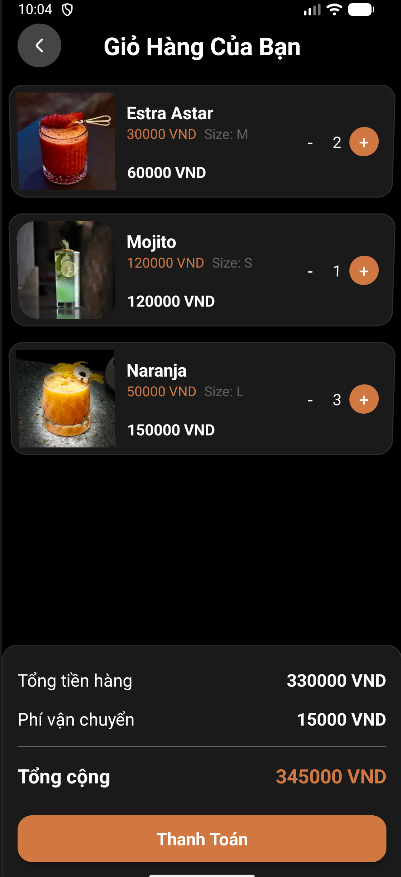 10:04
Giỏ Hàng Của Bạn
Estra Astar
30000 VND Size: M
- 2 +
60000 VND
Mojito
120000 VND Size: S
- 1 +
120000 VND
Naranja
50000 VND Size: L
- 3 +
150000 VND
Tổng tiền hàng 330000 VND
Phí vận chuyển 15000 VND
Tổng cộng 345000 VND
Thanh Toán